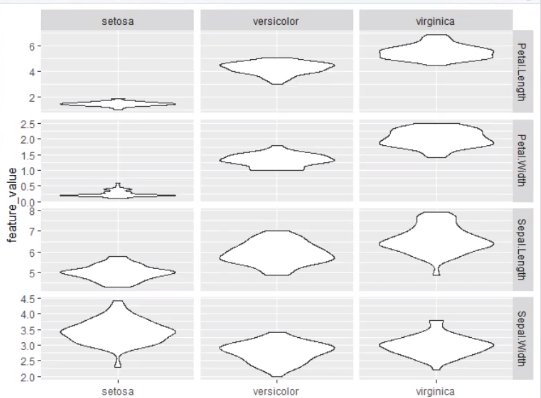 setosa versicolor virginica
6
4
2
Petal.Length
2.5
2.0
1.5
1.0
0.5
0.0
Petal.Width
feature_value
8
7
6
5
Sepal.Length
4.5
4.0
3.5
3.0
2.5
2.0
Sepal.Width
setosa versicolor virginica